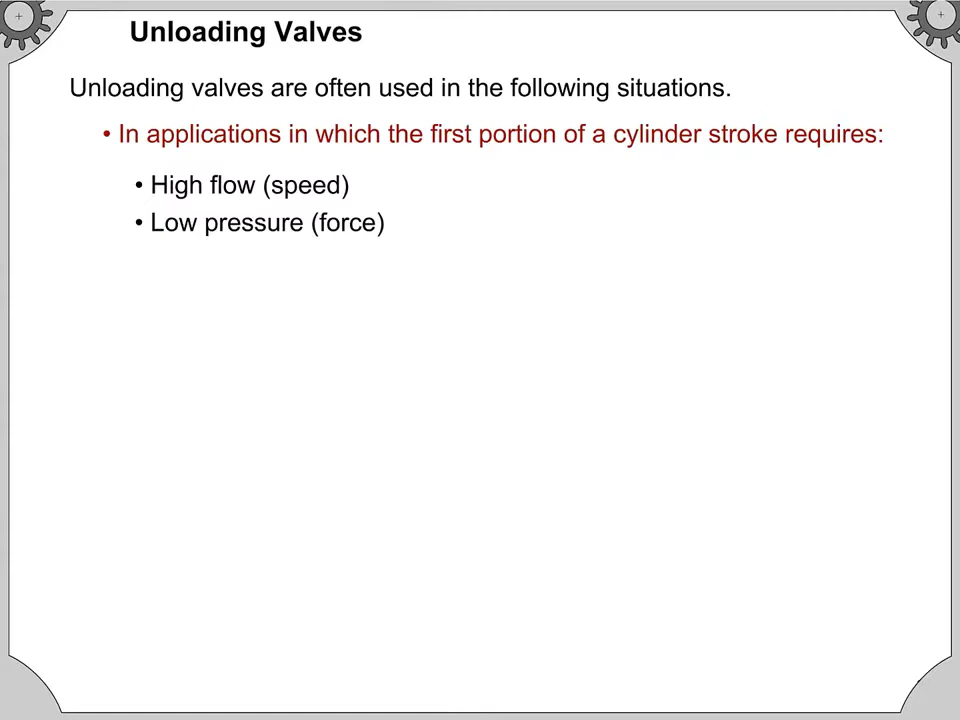 Unloading Valves
Unloading valves are often used in the following situations.
• In applications in which the first portion of a cylinder stroke requires:
• High flow (speed)
• Low pressure (force)